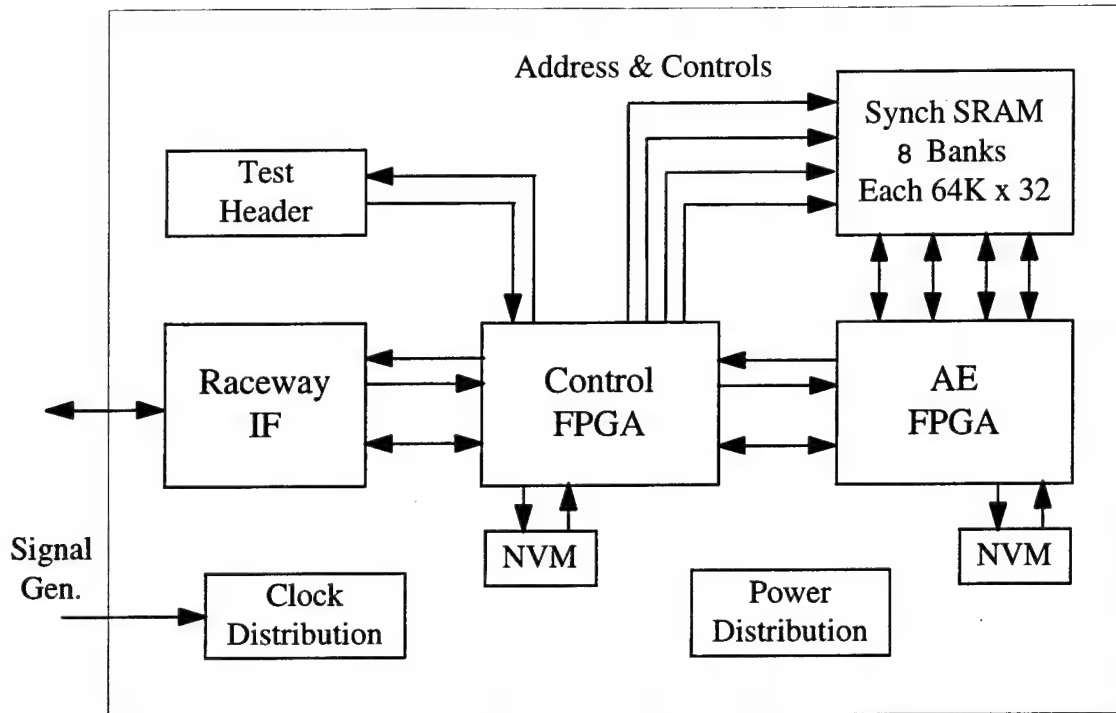 Address & Controls
Synch SRAM
8 Banks
Each 64K x 32
Test
Header
Raceway
IF
Control
FPGA
AE
FPGA
NVM
NVM
Signal
Gen.
Clock
Distribution
Power
Distribution